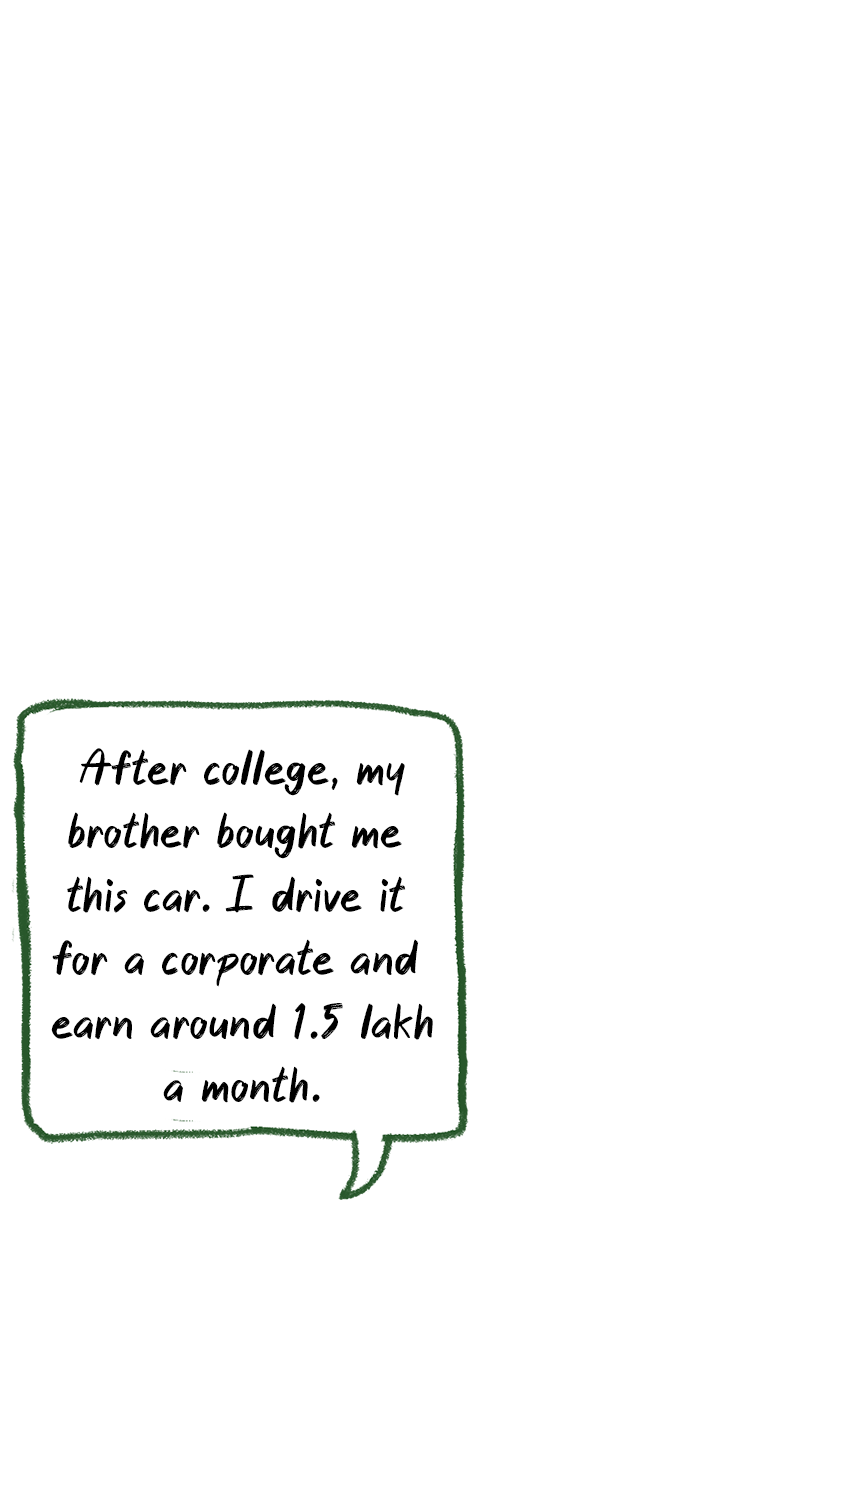 After college, my
brother bought me
this car. I drive it
for a corporate and
earn around 1.5 lakh
a month.